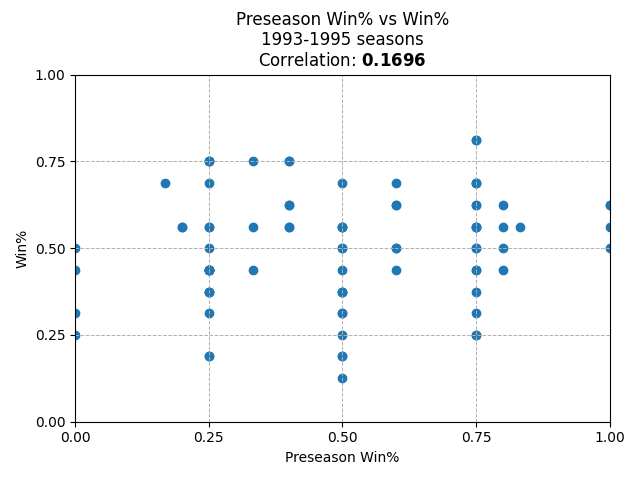 Preseason Win% vs Win%
1993-1995 seasons
Correlation: 0.1696
1.00
0.75
0.50
0.25
0.00
Win%
0.00 0.25 0.50 0.75 1.00
Preseason Win%